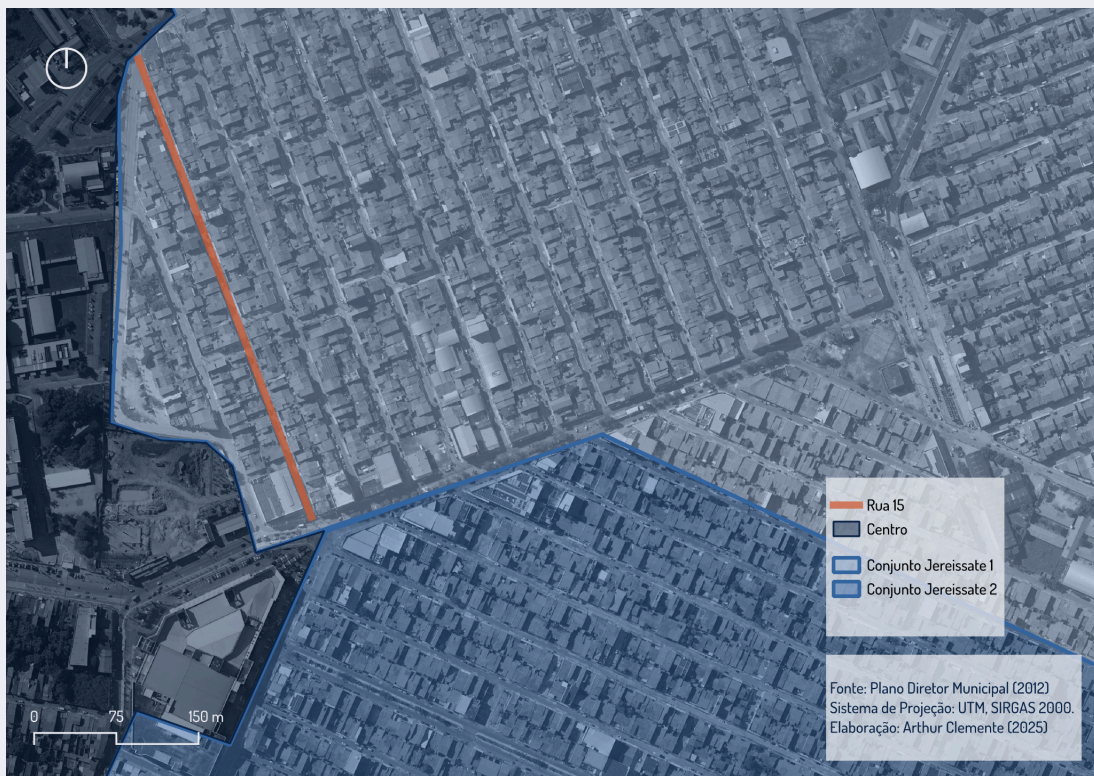 Rua 15
Centro
Conjunto Jereissate 1
Conjunto Jereissate 2
Fonte: Plano Diretor Municipal (2012)
Sistema de Projeção: UTM, SIRGAS 2000.
Elaboração: Arthur Clemente (2025)
0 75 150 m